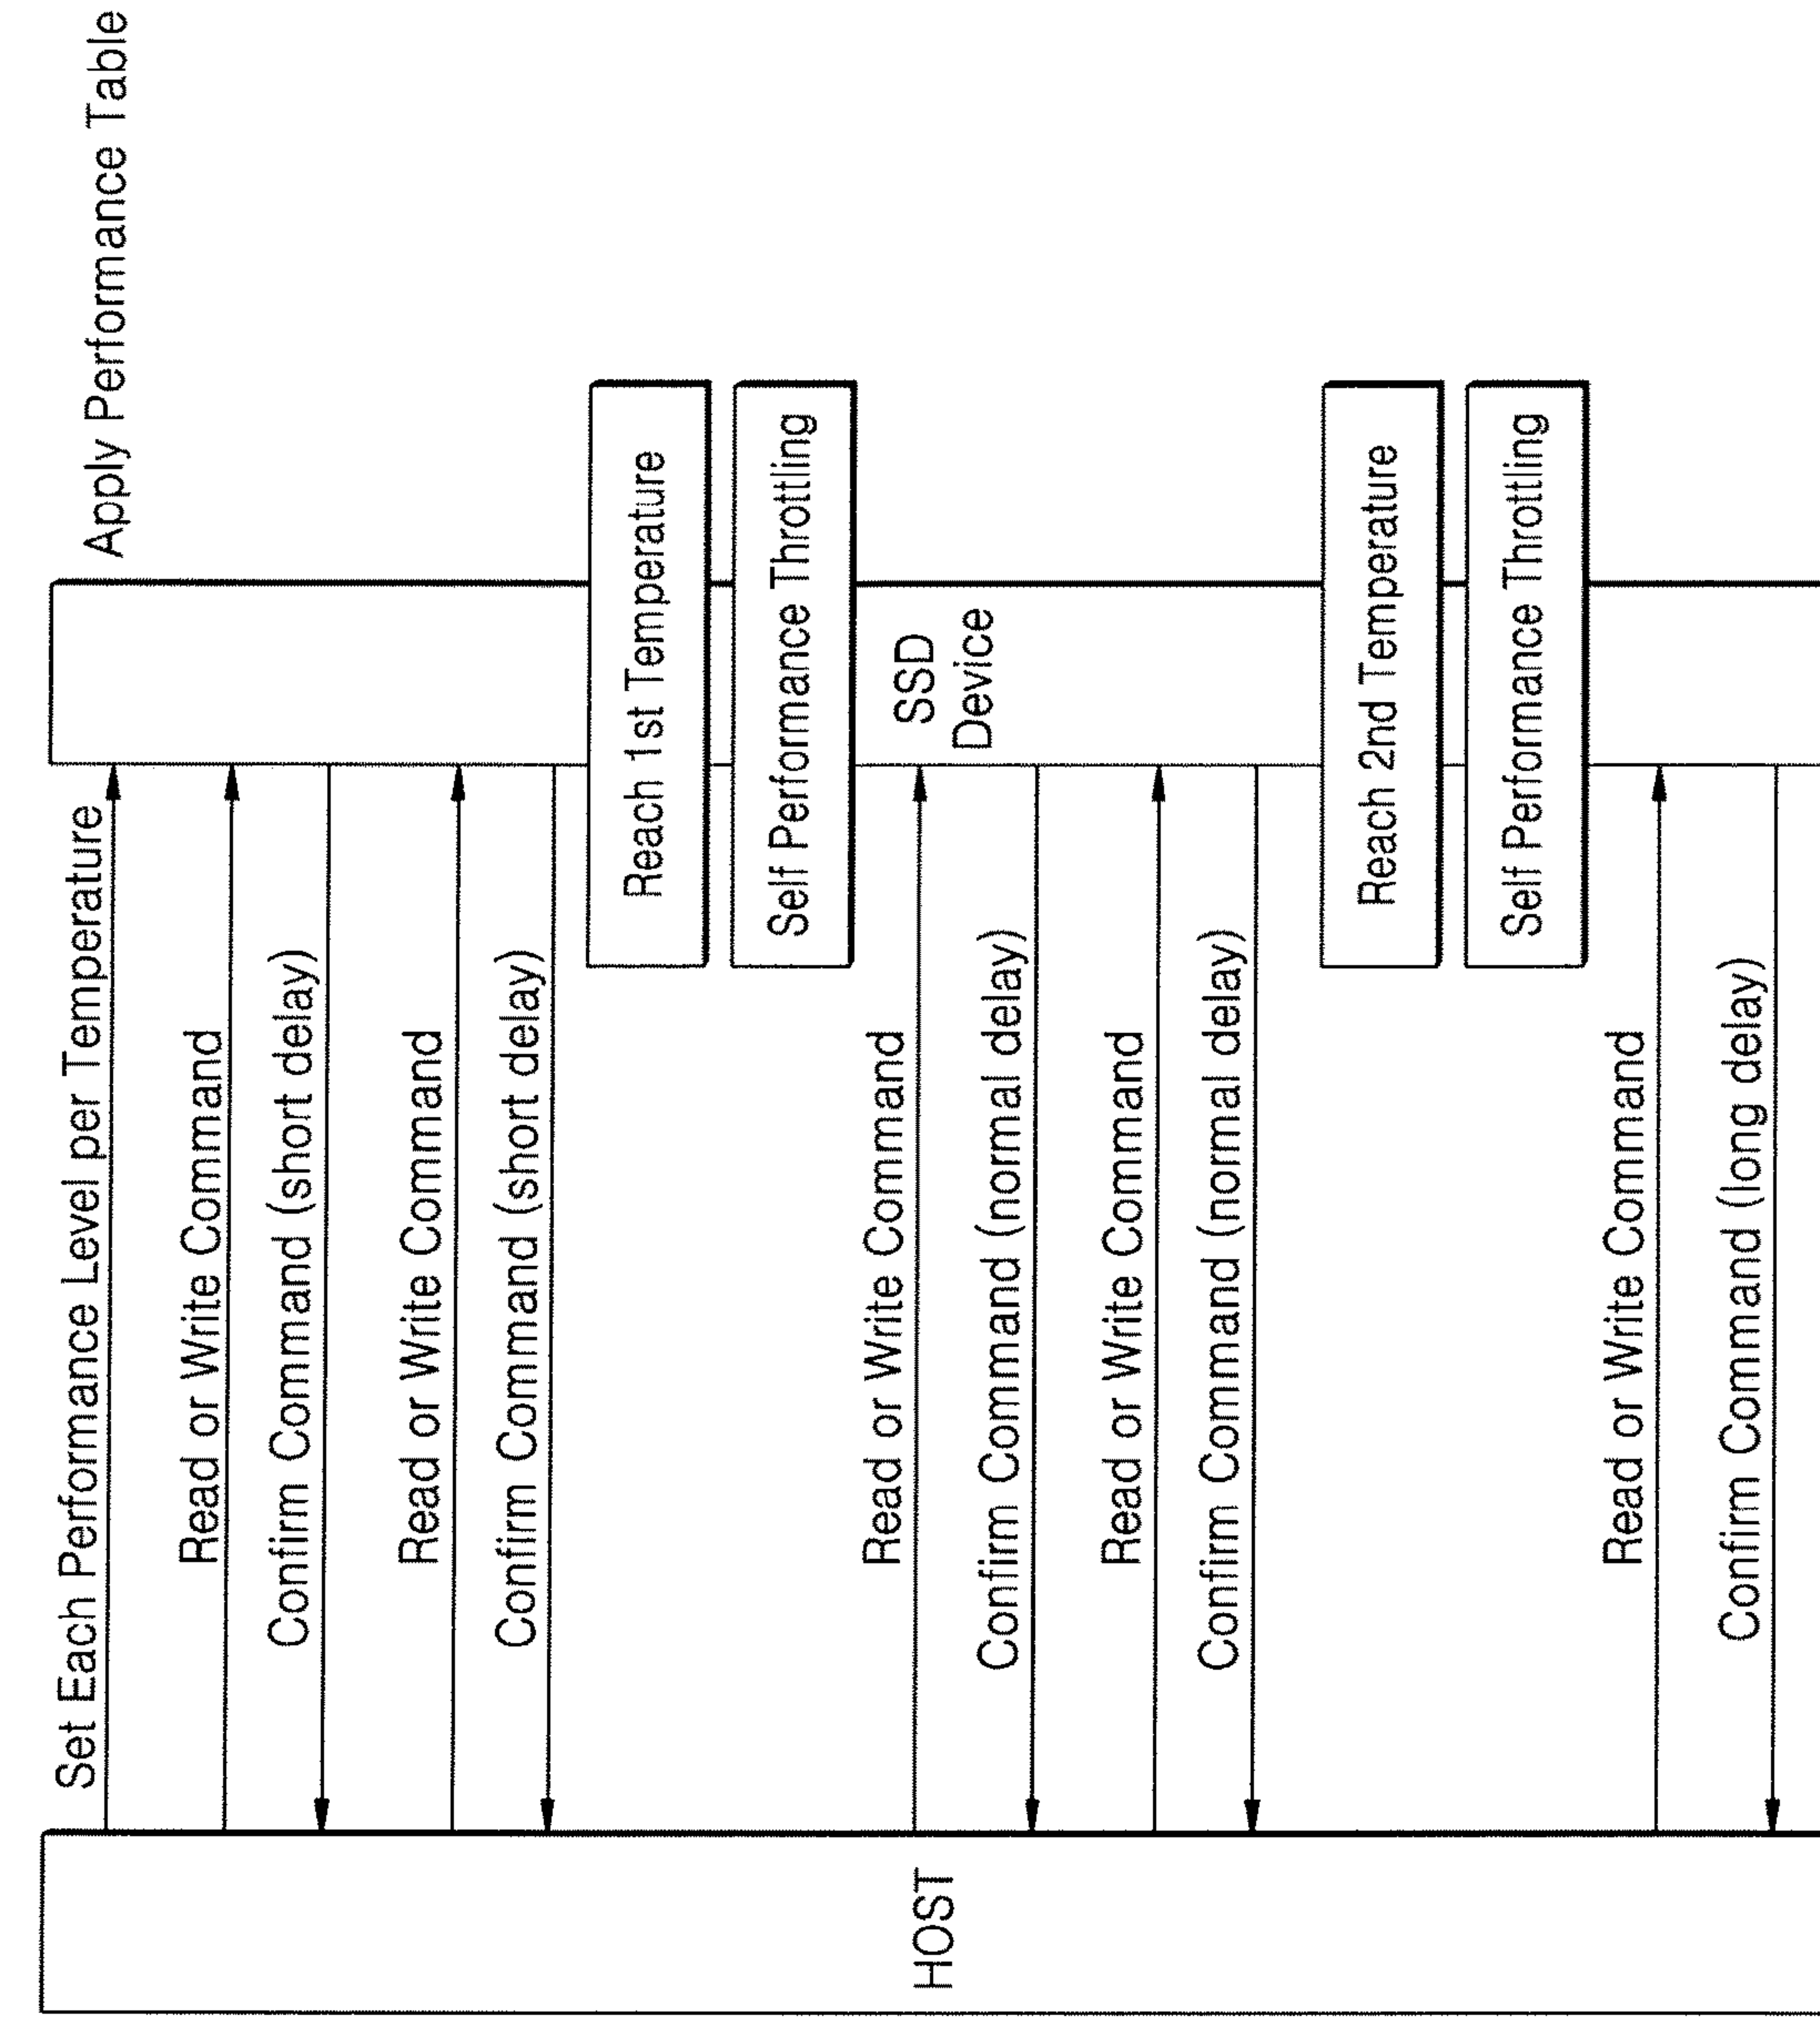 Apply Performance Table
Set Each Performance Level per Temperature
Read or Write Command
Confirm Command (short delay)
Read or Write Command
Confirm Command (short delay)
Reach 1st Temperature
Self Performance Throttling
HOST
SSD
Device
Read or Write Command
Confirm Command (normal delay)
Read or Write Command
Confirm Command (normal delay)
Reach 2nd Temperature
Self Performance Throttling
Read or Write Command
Confirm Command (long delay)